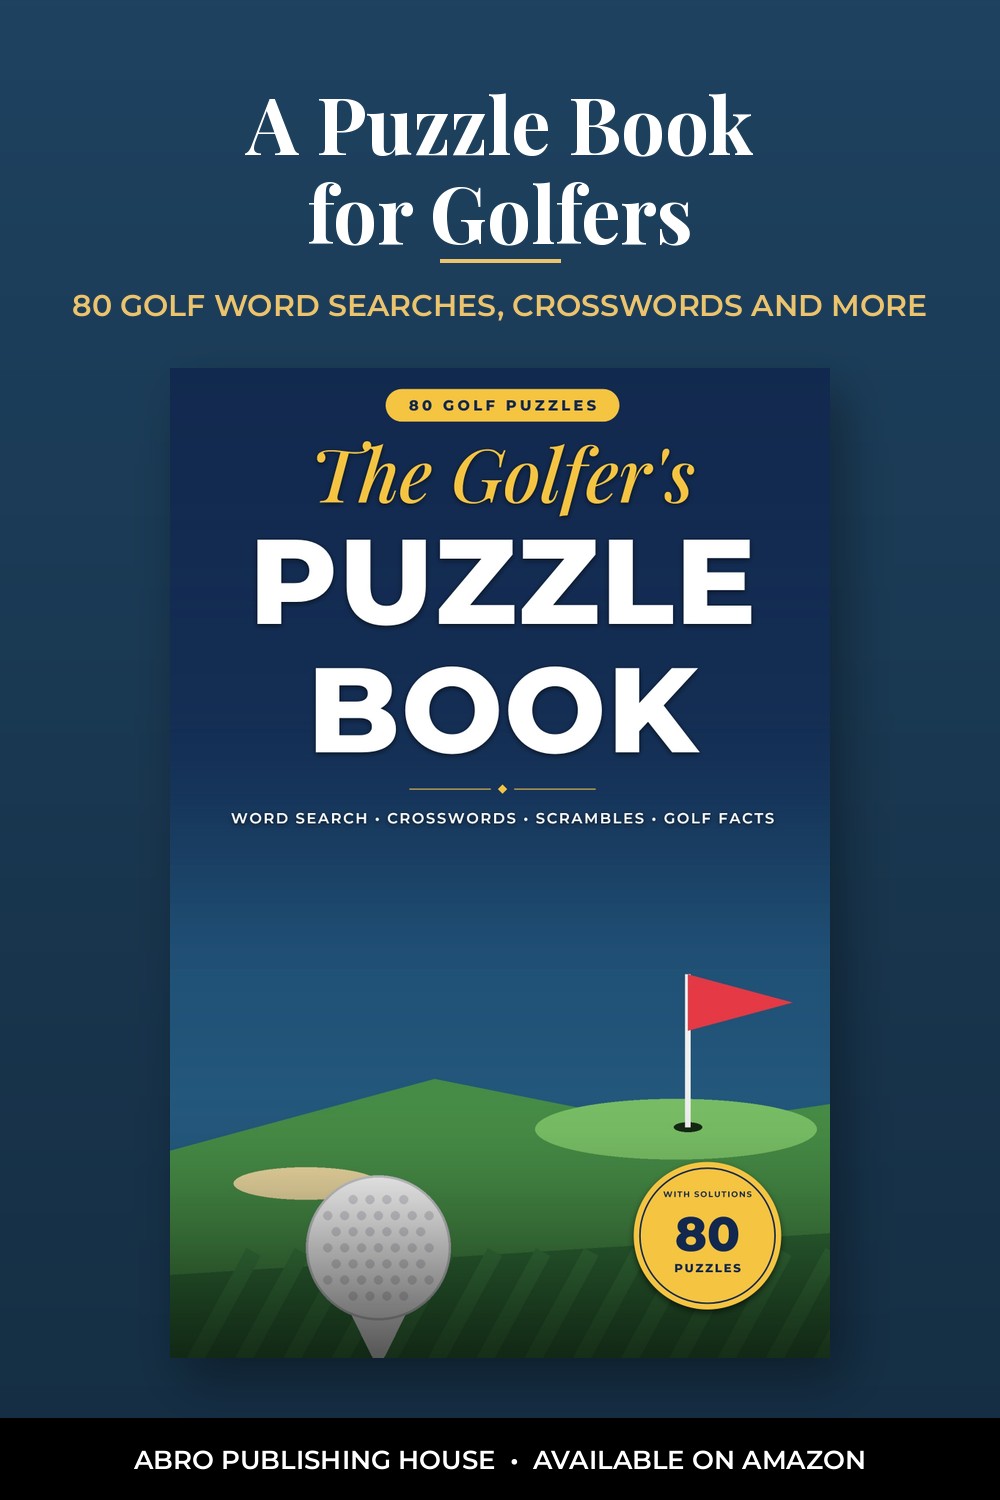 A Puzzle Book
for Golfers
80 GOLF WORD SEARCHES, CROSSWORDS AND MORE
80 GOLF PUZZLES
The Golfer's
PUZZLE
BOOK
WORD SEARCH • CROSSWORDS • SCRAMBLES • GOLF FACTS
WITH SOLUTIONS
80
PUZZLES
ABRO PUBLISHING HOUSE • AVAILABLE ON AMAZON